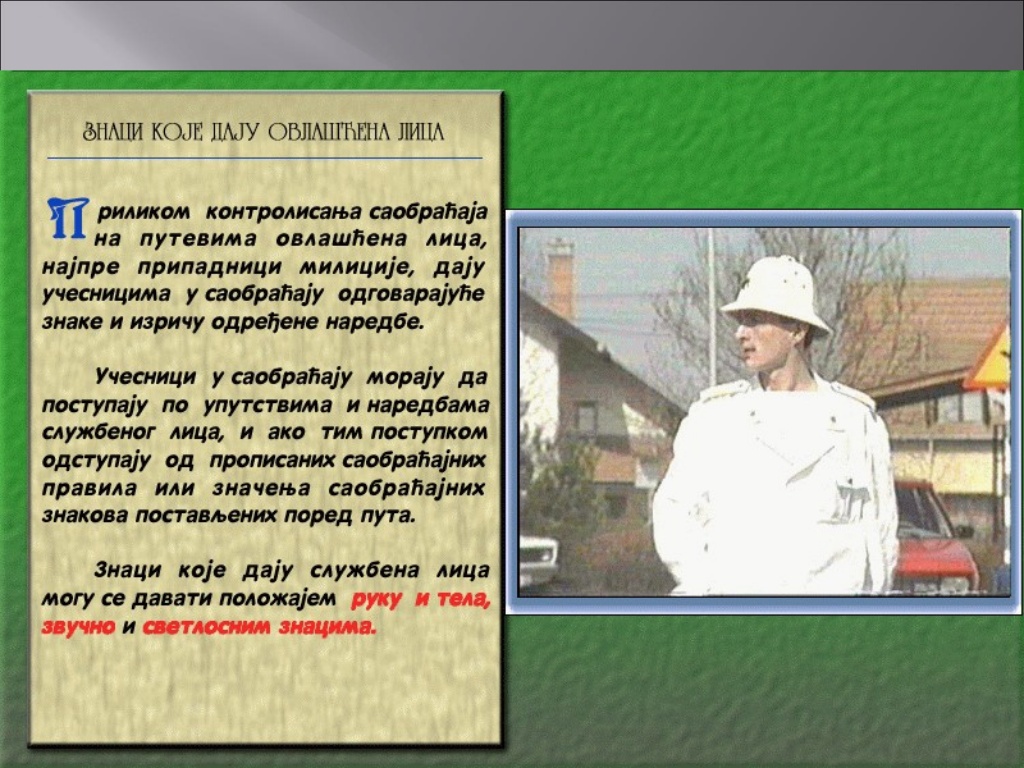 ЗНАЦИ КОЈЕ ДАЈУ ОВЛАШЋЕНА ЛИЦА
Приликом контролисања саобраћаја
на путевима овлашћена лица,
најпре припадници милиције, дају
учесницима у саобраћају одговарајуће
знаке и изричу одређене наредбе.
Учесници у саобраћају морају да
поступају по упутствима и наредбама
службеног лица, и ако тим поступком
одступају од прописаних саобраћајних
правила или значења саобраћајних
знакова постављених поред пута.
Знаци које дају службена лица
могу се давати положајем руку и тела,
звучно и светлосним знацима.